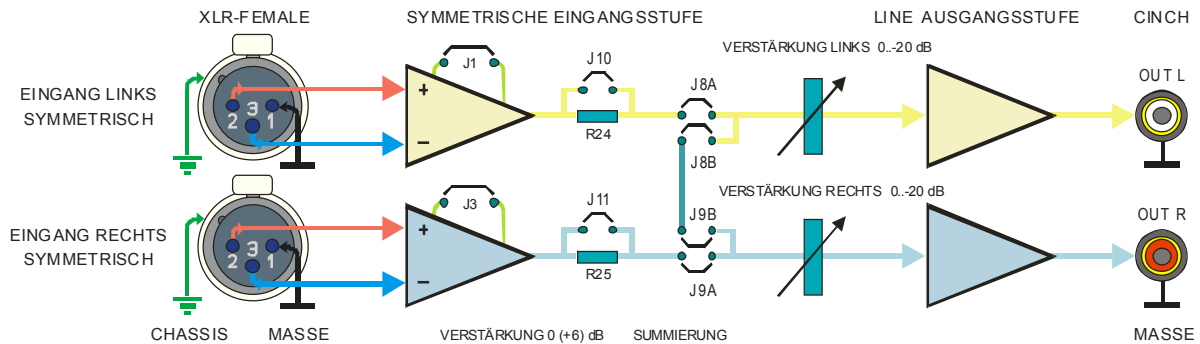 XLR-FEMALE SYMMETRISCHE EINGANGSSTUFE LINE AUSGANGSSTUFE CINCH
VERSTÄRKUNG LINKS 0..-20 dB
J1 J10 J8A
OUT L
EINGANG LINKS
SYMMETRISCH
2 3 1
+
−
R24
J8B
VERSTÄRKUNG RECHTS 0..-20 dB
J3 J11 J9B
OUT R
EINGANG RECHTS
SYMMETRISCH
2 3 1
+
−
R25
J9A
CHASSIS MASSE VERSTÄRKUNG 0 (+6) dB SUMMIERUNG MASSE